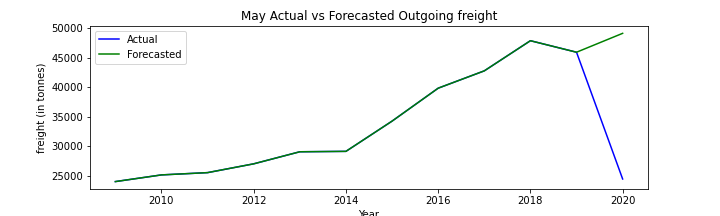 May Actual vs Forecasted Outgoing freight
50000
45000
40000
35000
30000
25000
freight (in tonnes)
Actual
Forecasted
2010 2012 2014 2016 2018 2020
Year